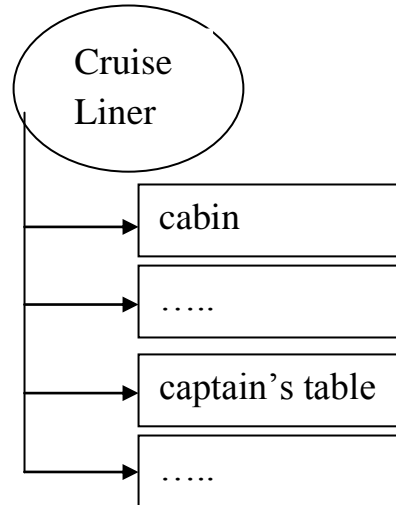 Cruise
Liner
cabin
.....
captain’s table
.....